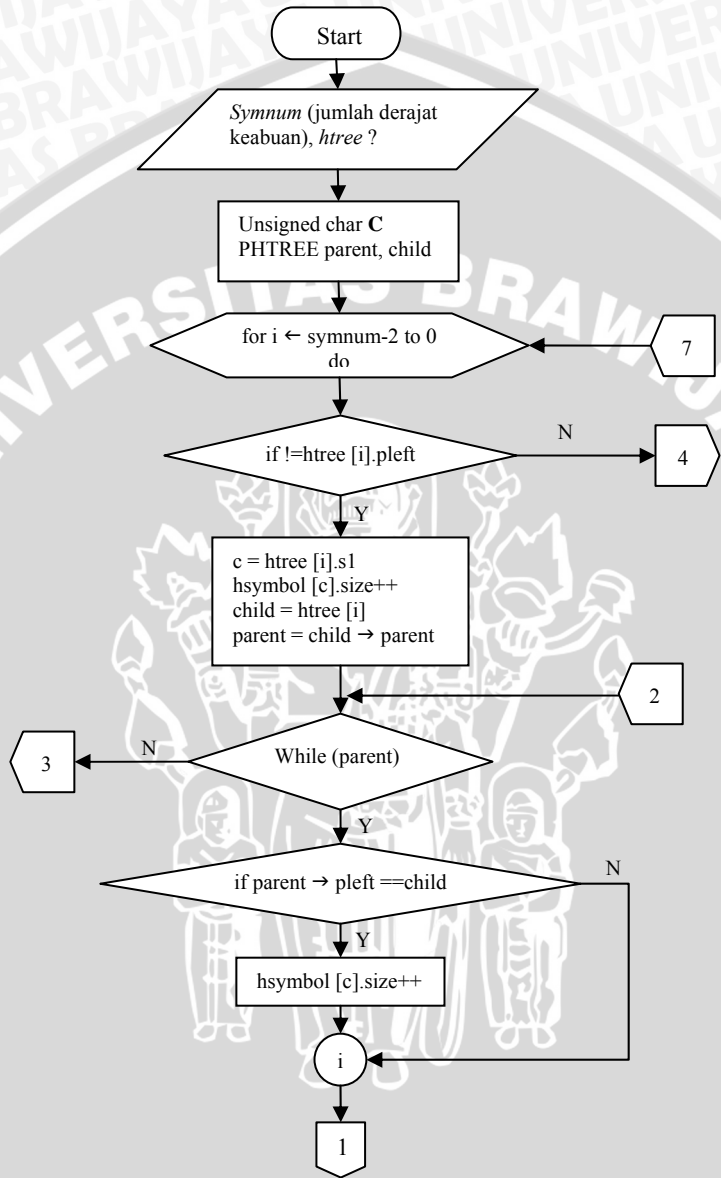 Start
Symnum (jumlah derajat
keabuan), htree ?
Unsigned char C
PHTREE parent, child
for i ← symnum-2 to 0
do
7
if !=htree [i].pleft
N
4
Y
c = htree [i].s1
hsymbol [c].size++
child = htree [i]
parent = child → parent
2
While (parent)
N
3
Y
if parent → pleft ==child
N
Y
hsymbol [c].size++
i
1
UNIVERSITAS BRAWIJAYA